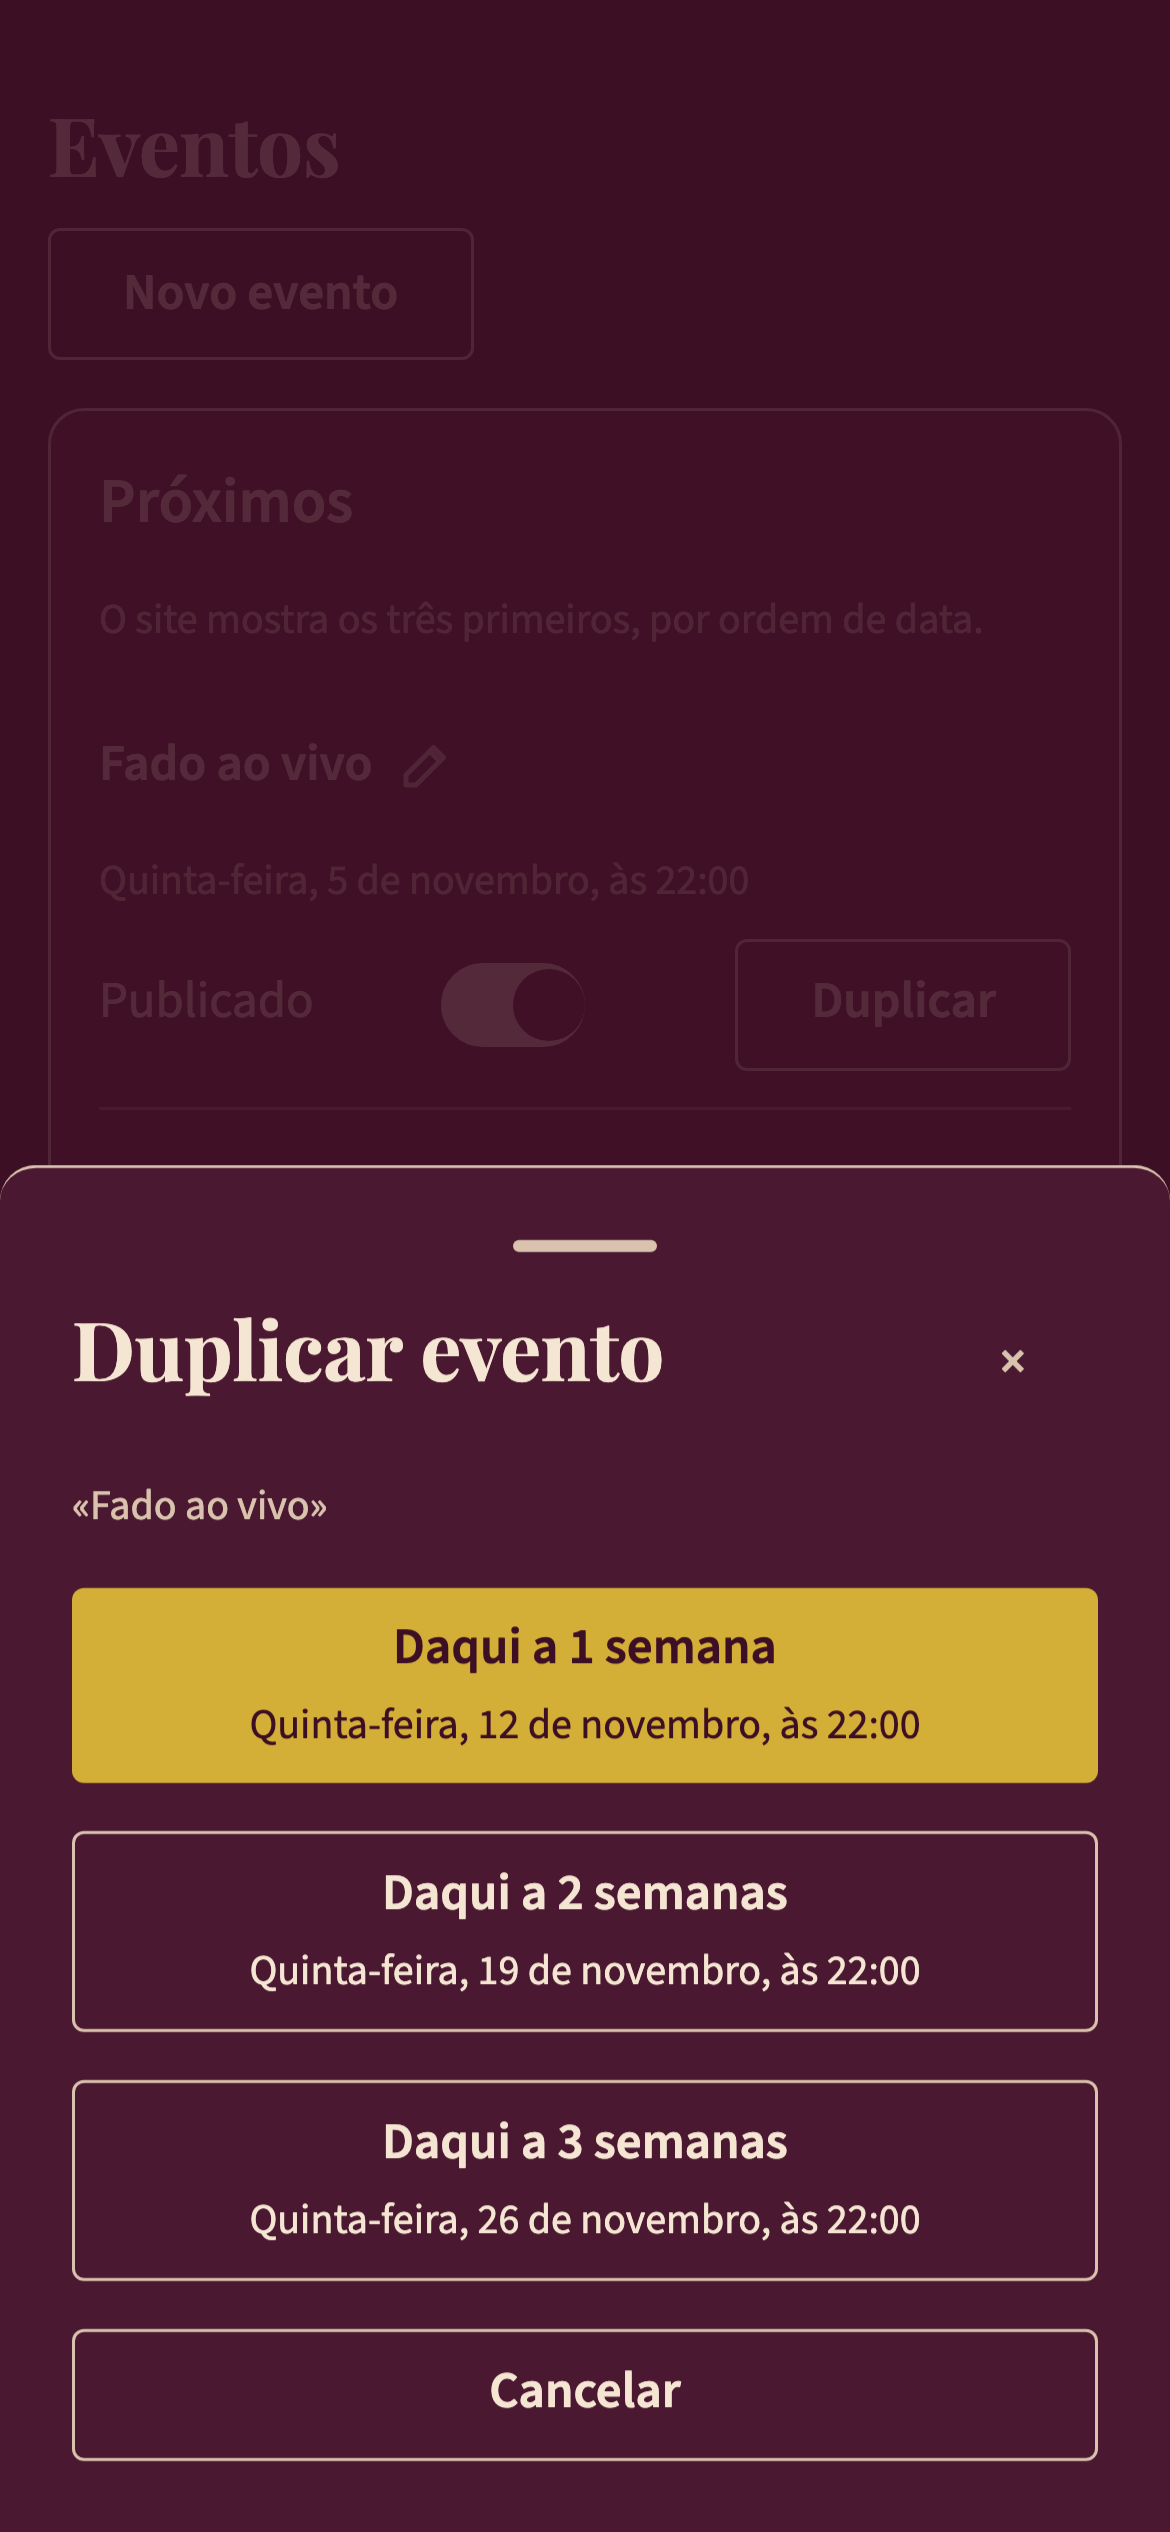 Eventos
Novo evento
Próximos
O site mostra os três primeiros, por ordem de data.
Fado ao vivo
Quinta-feira, 5 de novembro, às 22:00
Publicado
Duplicar
Duplicar evento
×
«Fado ao vivo»
Daqui a 1 semana
Quinta-feira, 12 de novembro, às 22:00
Daqui a 2 semanas
Quinta-feira, 19 de novembro, às 22:00
Daqui a 3 semanas
Quinta-feira, 26 de novembro, às 22:00
Cancelar